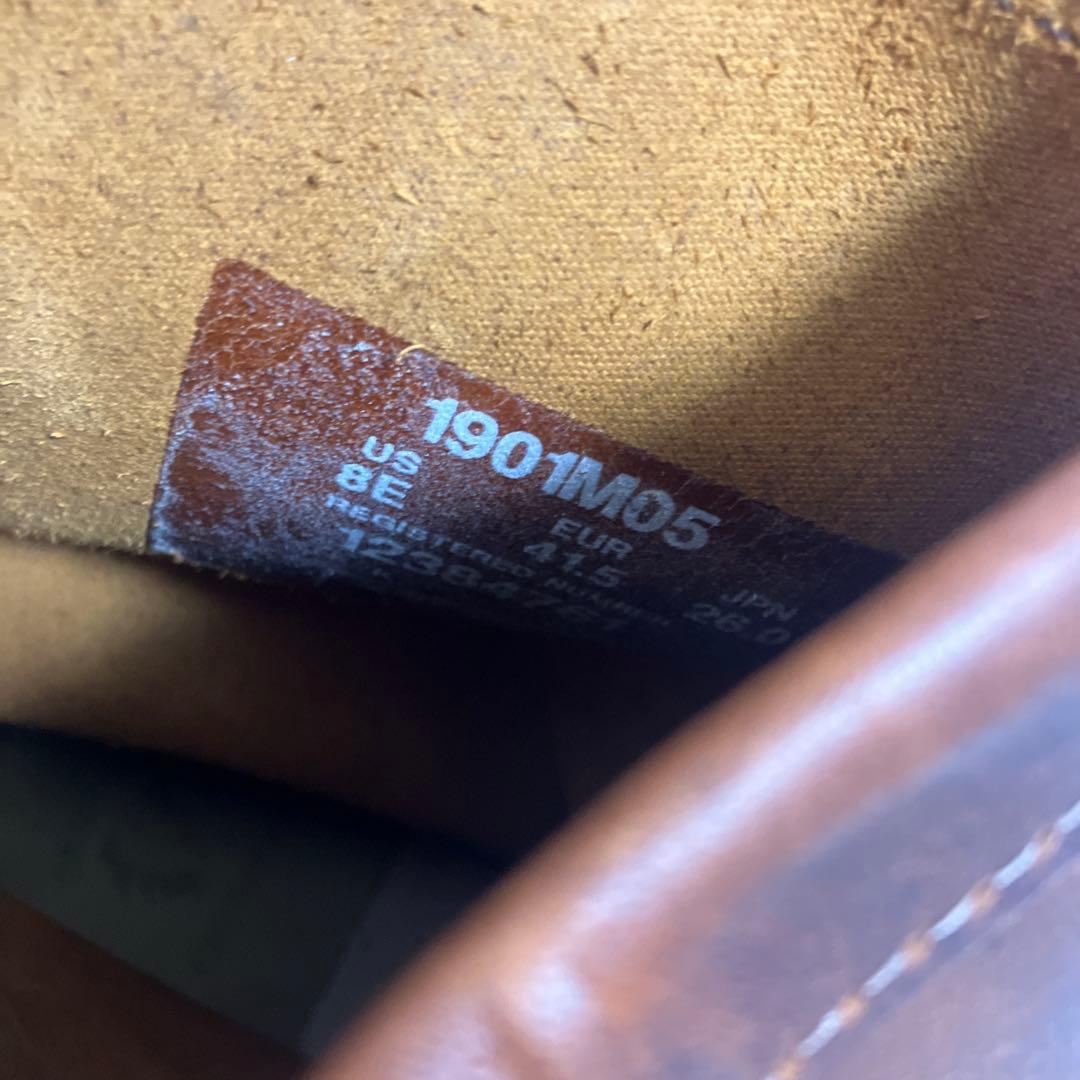 1901M05
US EUR JPN
8E 41.5 26.0
REGISTERED NUMBER
12384761